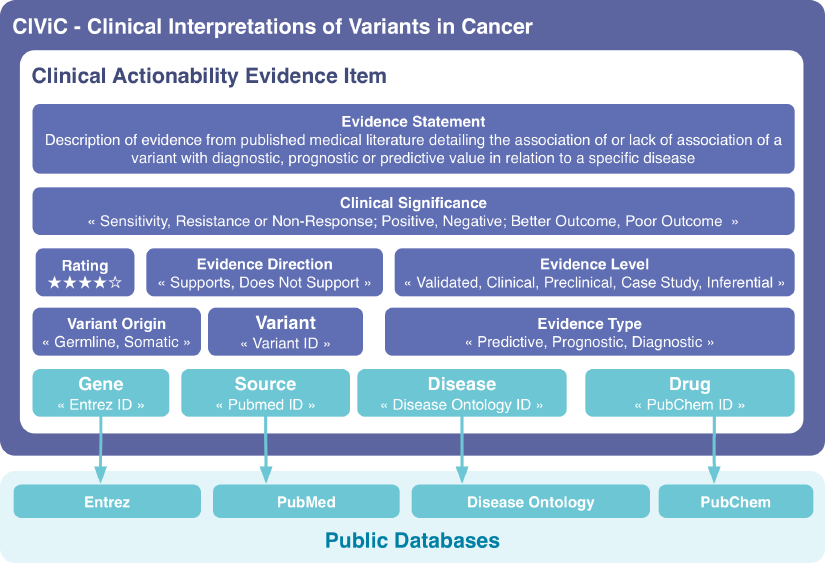 CIViC - Clinical Interpretations of Variants in Cancer
Clinical Actionability Evidence Item
Evidence Statement
Description of evidence from published medical literature detailing the association of or lack of association of a
variant with diagnostic, prognostic or predictive value in relation to a specific disease
Clinical Significance
« Sensitivity, Resistance or Non-Response; Positive, Negative; Better Outcome, Poor Outcome »
Rating
★★★★☆
Evidence Direction
« Supports, Does Not Support »
Evidence Level
« Validated, Clinical, Preclinical, Case Study, Inferential »
Variant Origin
« Germline, Somatic »
Variant
« Variant ID »
Evidence Type
« Predictive, Prognostic, Diagnostic »
Gene
« Entrez ID »
Source
« Pubmed ID »
Disease
« Disease Ontology ID »
Drug
« PubChem ID »
Entrez
PubMed
Disease Ontology
PubChem
Public Databases